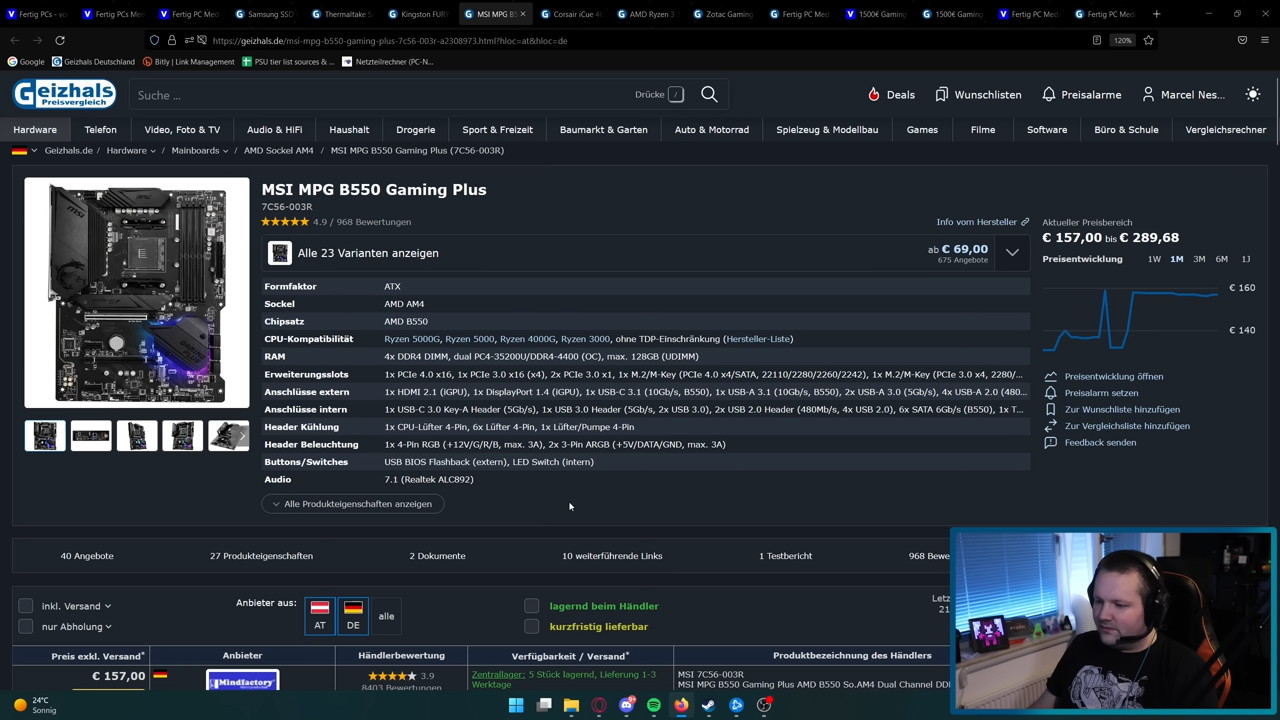 Fertig PCs - vo
Fertig PCs Mee
Fertig PC Med
Samsung SSD
Thermaltake S
Kingston FURY
MSI MPG B5
Corsair iCue 4
AMD Ryzen 3
Zotac Gaming
Fertig PC Med
1500€ Gaming
1500€ Gaming
Fertig PC Med
Fertig PC Med
https://geizhals.de/msi-mpg-b550-gaming-plus-7c56-003r-a2308973.html?hloc=at&hloc=de
120%
Google
Geizhals Deutschland
Bitly | Link Management
PSU tier list sources & ...
Netzteilrechner (PC-N...
Geizhals
Preisvergleich
Suche ...
Drücke /
Deals
Wunschlisten
Preisalarme
Marcel Nes...
Hardware
Telefon
Video, Foto & TV
Audio & HiFi
Haushalt
Drogerie
Sport & Freizeit
Baumarkt & Garten
Auto & Motorrad
Spielzeug & Modellbau
Games
Filme
Software
Büro & Schule
Vergleichsrechner
Geizhals.de / Hardware / Mainboards / AMD Sockel AM4 / MSI MPG B550 Gaming Plus (7C56-003R)
MSI MPG B550 Gaming Plus
7C56-003R
4.9 / 968 Bewertungen
Info vom Hersteller
Alle 23 Varianten anzeigen
ab € 69,00
675 Angebote
Formfaktor ATX
Sockel AMD AM4
Chipsatz AMD B550
CPU-Kompatibilität Ryzen 5000G, Ryzen 5000, Ryzen 4000G, Ryzen 3000, ohne TDP-Einschränkung (Hersteller-Liste)
RAM 4x DDR4 DIMM, dual PC4-35200U/DDR4-4400 (OC), max. 128GB (UDIMM)
Erweiterungsslots 1x PCIe 4.0 x16, 1x PCIe 3.0 x16 (x4), 2x PCIe 3.0 x1, 1x M.2/M-Key (PCIe 4.0 x4/SATA, 22110/2280/2260/2242), 1x M.2/M-Key (PCIe 3.0 x4, 2280/...
Anschlüsse extern 1x HDMI 2.1 (iGPU), 1x DisplayPort 1.4 (iGPU), 1x USB-C 3.1 (10Gb/s, B550), 1x USB-A 3.1 (10Gb/s, B550), 2x USB-A 3.0 (5Gb/s), 4x USB-A 2.0 (480...
Anschlüsse intern 1x USB-C 3.0 Key-A Header (5Gb/s), 1x USB 3.0 Header (5Gb/s, 2x USB 3.0), 2x USB 2.0 Header (480Mb/s, 4x USB 2.0), 6x SATA 6Gb/s (B550), 1x T...
Header Kühlung 1x CPU-Lüfter 4-Pin, 6x Lüfter 4-Pin, 1x Lüfter/Pumpe 4-Pin
Header Beleuchtung 1x 4-Pin RGB (+12V/G/R/B, max. 3A), 2x 3-Pin ARGB (+5V/DATA/GND, max. 3A)
Buttons/Switches USB BIOS Flashback (extern), LED Switch (intern)
Audio 7.1 (Realtek ALC892)
Alle Produkteigenschaften anzeigen
Aktueller Preisbereich
€ 157,00 bis € 289,68
Preisentwicklung 1W 1M 3M 6M 1J
€ 160
€ 140
Preisentwicklung öffnen
Preisalarm setzen
Zur Wunschliste hinzufügen
Zur Vergleichsliste hinzufügen
Feedback senden
40 Angebote
27 Produkteigenschaften
2 Dokumente
10 weiterführende Links
1 Testbericht
968 Bewe
inkl. Versand
nur Abholung
Anbieter aus:
AT
DE
alle
lagernd beim Händler
kurzfristig lieferbar
Letz
21
Preis exkl. Versand*
Anbieter
Händlerbewertung
Verfügbarkeit / Versand*
Produktbezeichnung des Händlers
€ 157,00
Mindfactory
3.9
8403 Bewertungen
Zentrallager: 5 Stück lagernd, Lieferung 1-3
Werktage
MSI 7C56-003R
MSI MPG B550 Gaming Plus AMD B550 So.AM4 Dual Channel DD
24°C
Sonnig